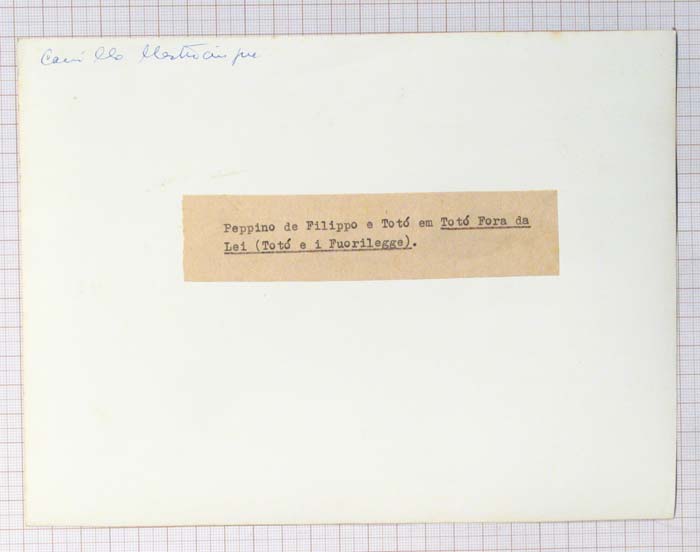 Camillo Mastrocinque
Peppino de Filippo e Totó em Totó Fora da
Lei (Totó e i Fuorilegge).